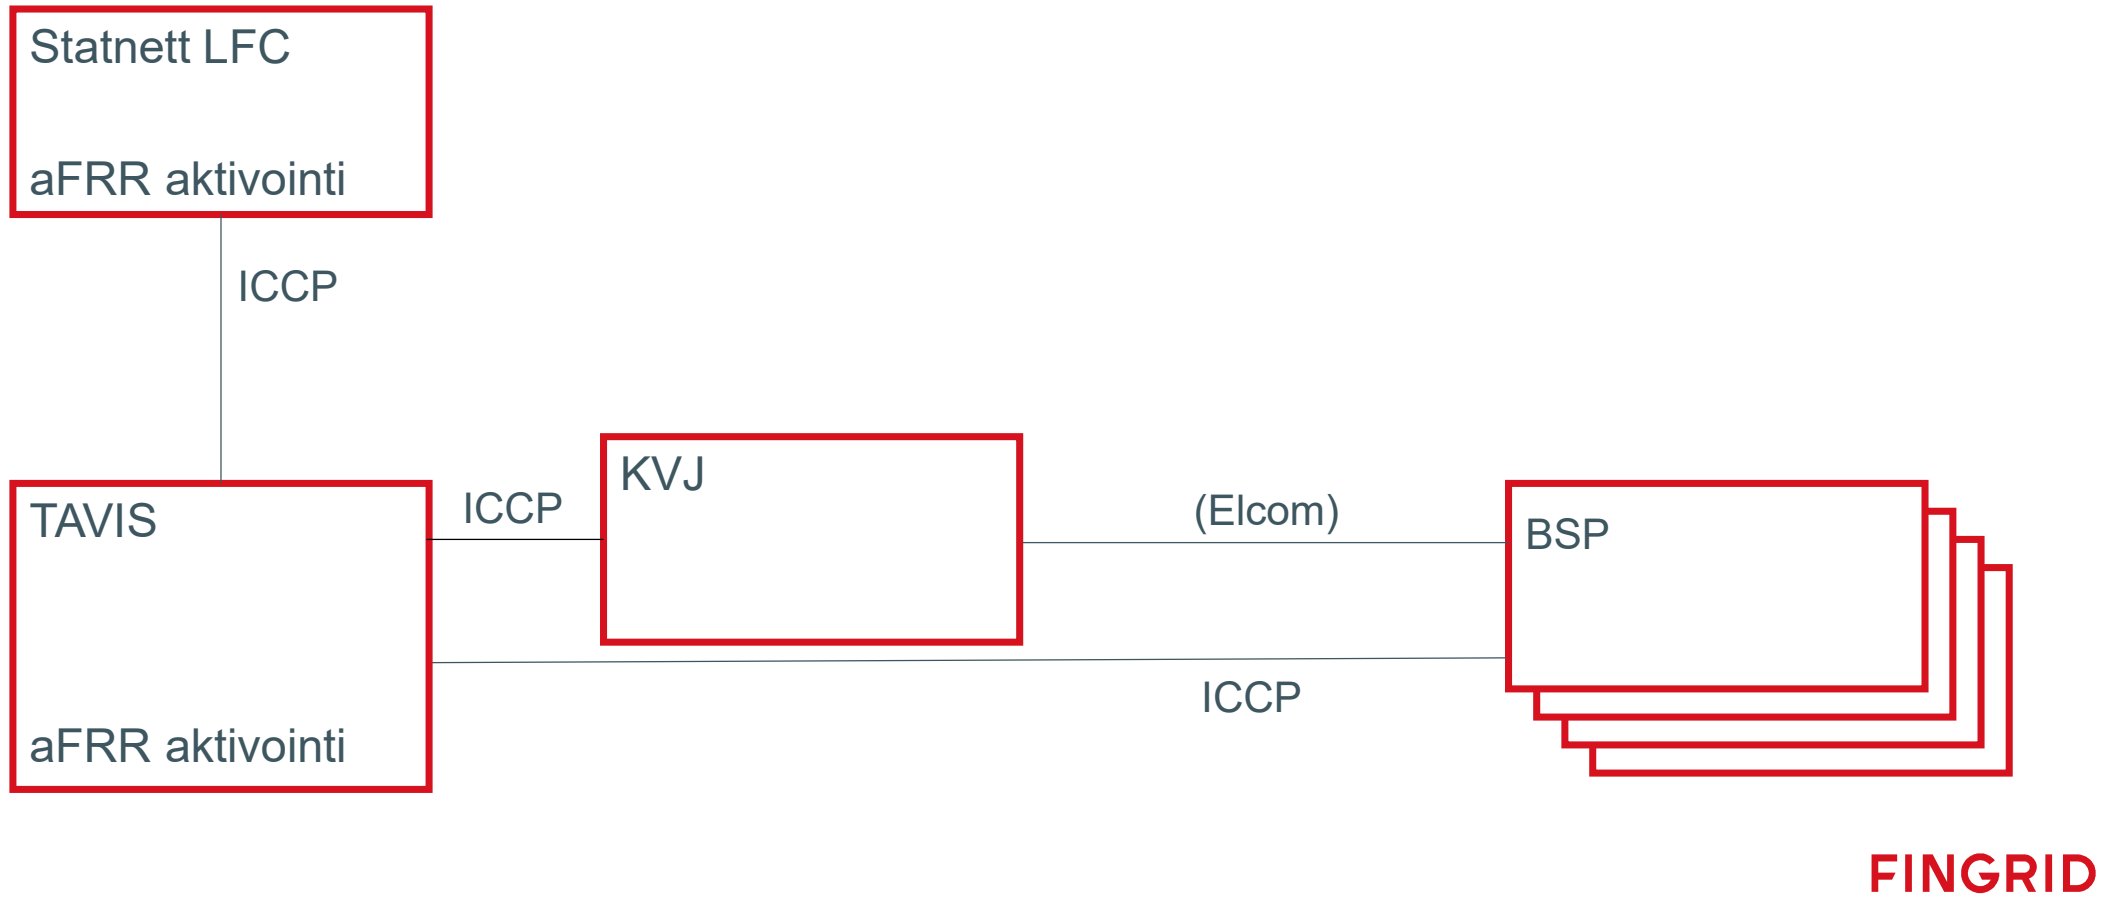 Statnett LFC
aFRR aktivointi
ICCP
TAVIS
aFRR aktivointi
ICCP
KVJ
(Elcom)
ICCP
BSP
FINGRID